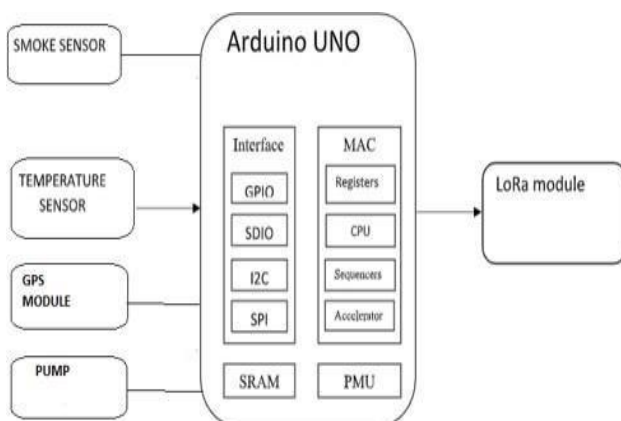 SMOKE SENSOR
TEMPERATURE
SENSOR
GPS
MODULE
PUMP
Arduino UNO
Interface
GPIO
SDIO
I2C
SPI
SRAM
MAC
Registers
CPU
Sequencers
Accelerator
PMU
LoRa module